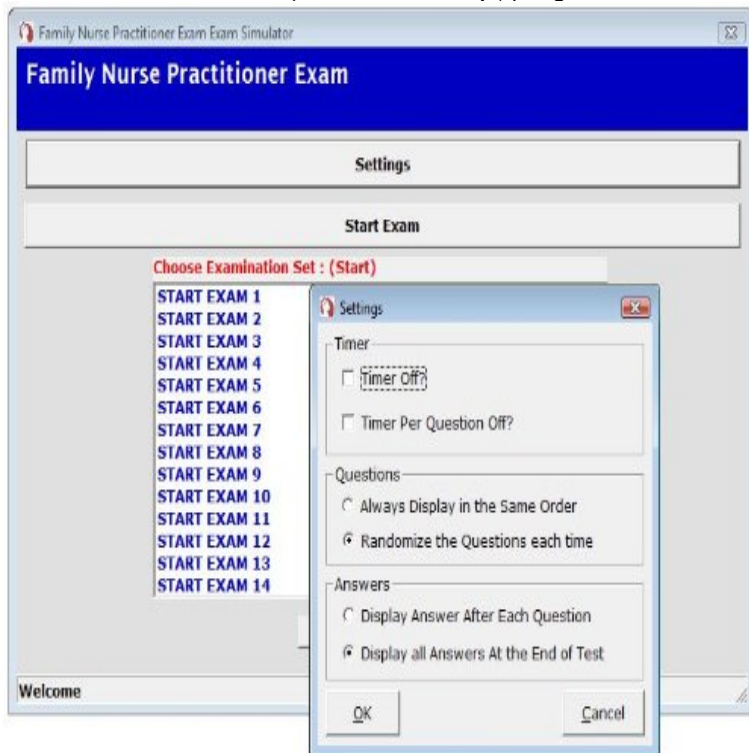 Family Nurse Practitioner Exam Exam Simulator
Family Nurse Practitioner Exam
Settings
Start Exam
Choose Examination Set : (Start)
START EXAM 1
START EXAM 2
START EXAM 3
START EXAM 4
START EXAM 5
START EXAM 6
START EXAM 7
START EXAM 8
START EXAM 9
START EXAM 10
START EXAM 11
START EXAM 12
START EXAM 13
START EXAM 14
Settings
Timer
Timer Off?
Timer Per Question Off?
Questions
Always Display in the Same Order
Randomize the Questions each time
Answers
Display Answer After Each Question
Display all Answers At the End of Test
OK
Cancel
Welcome